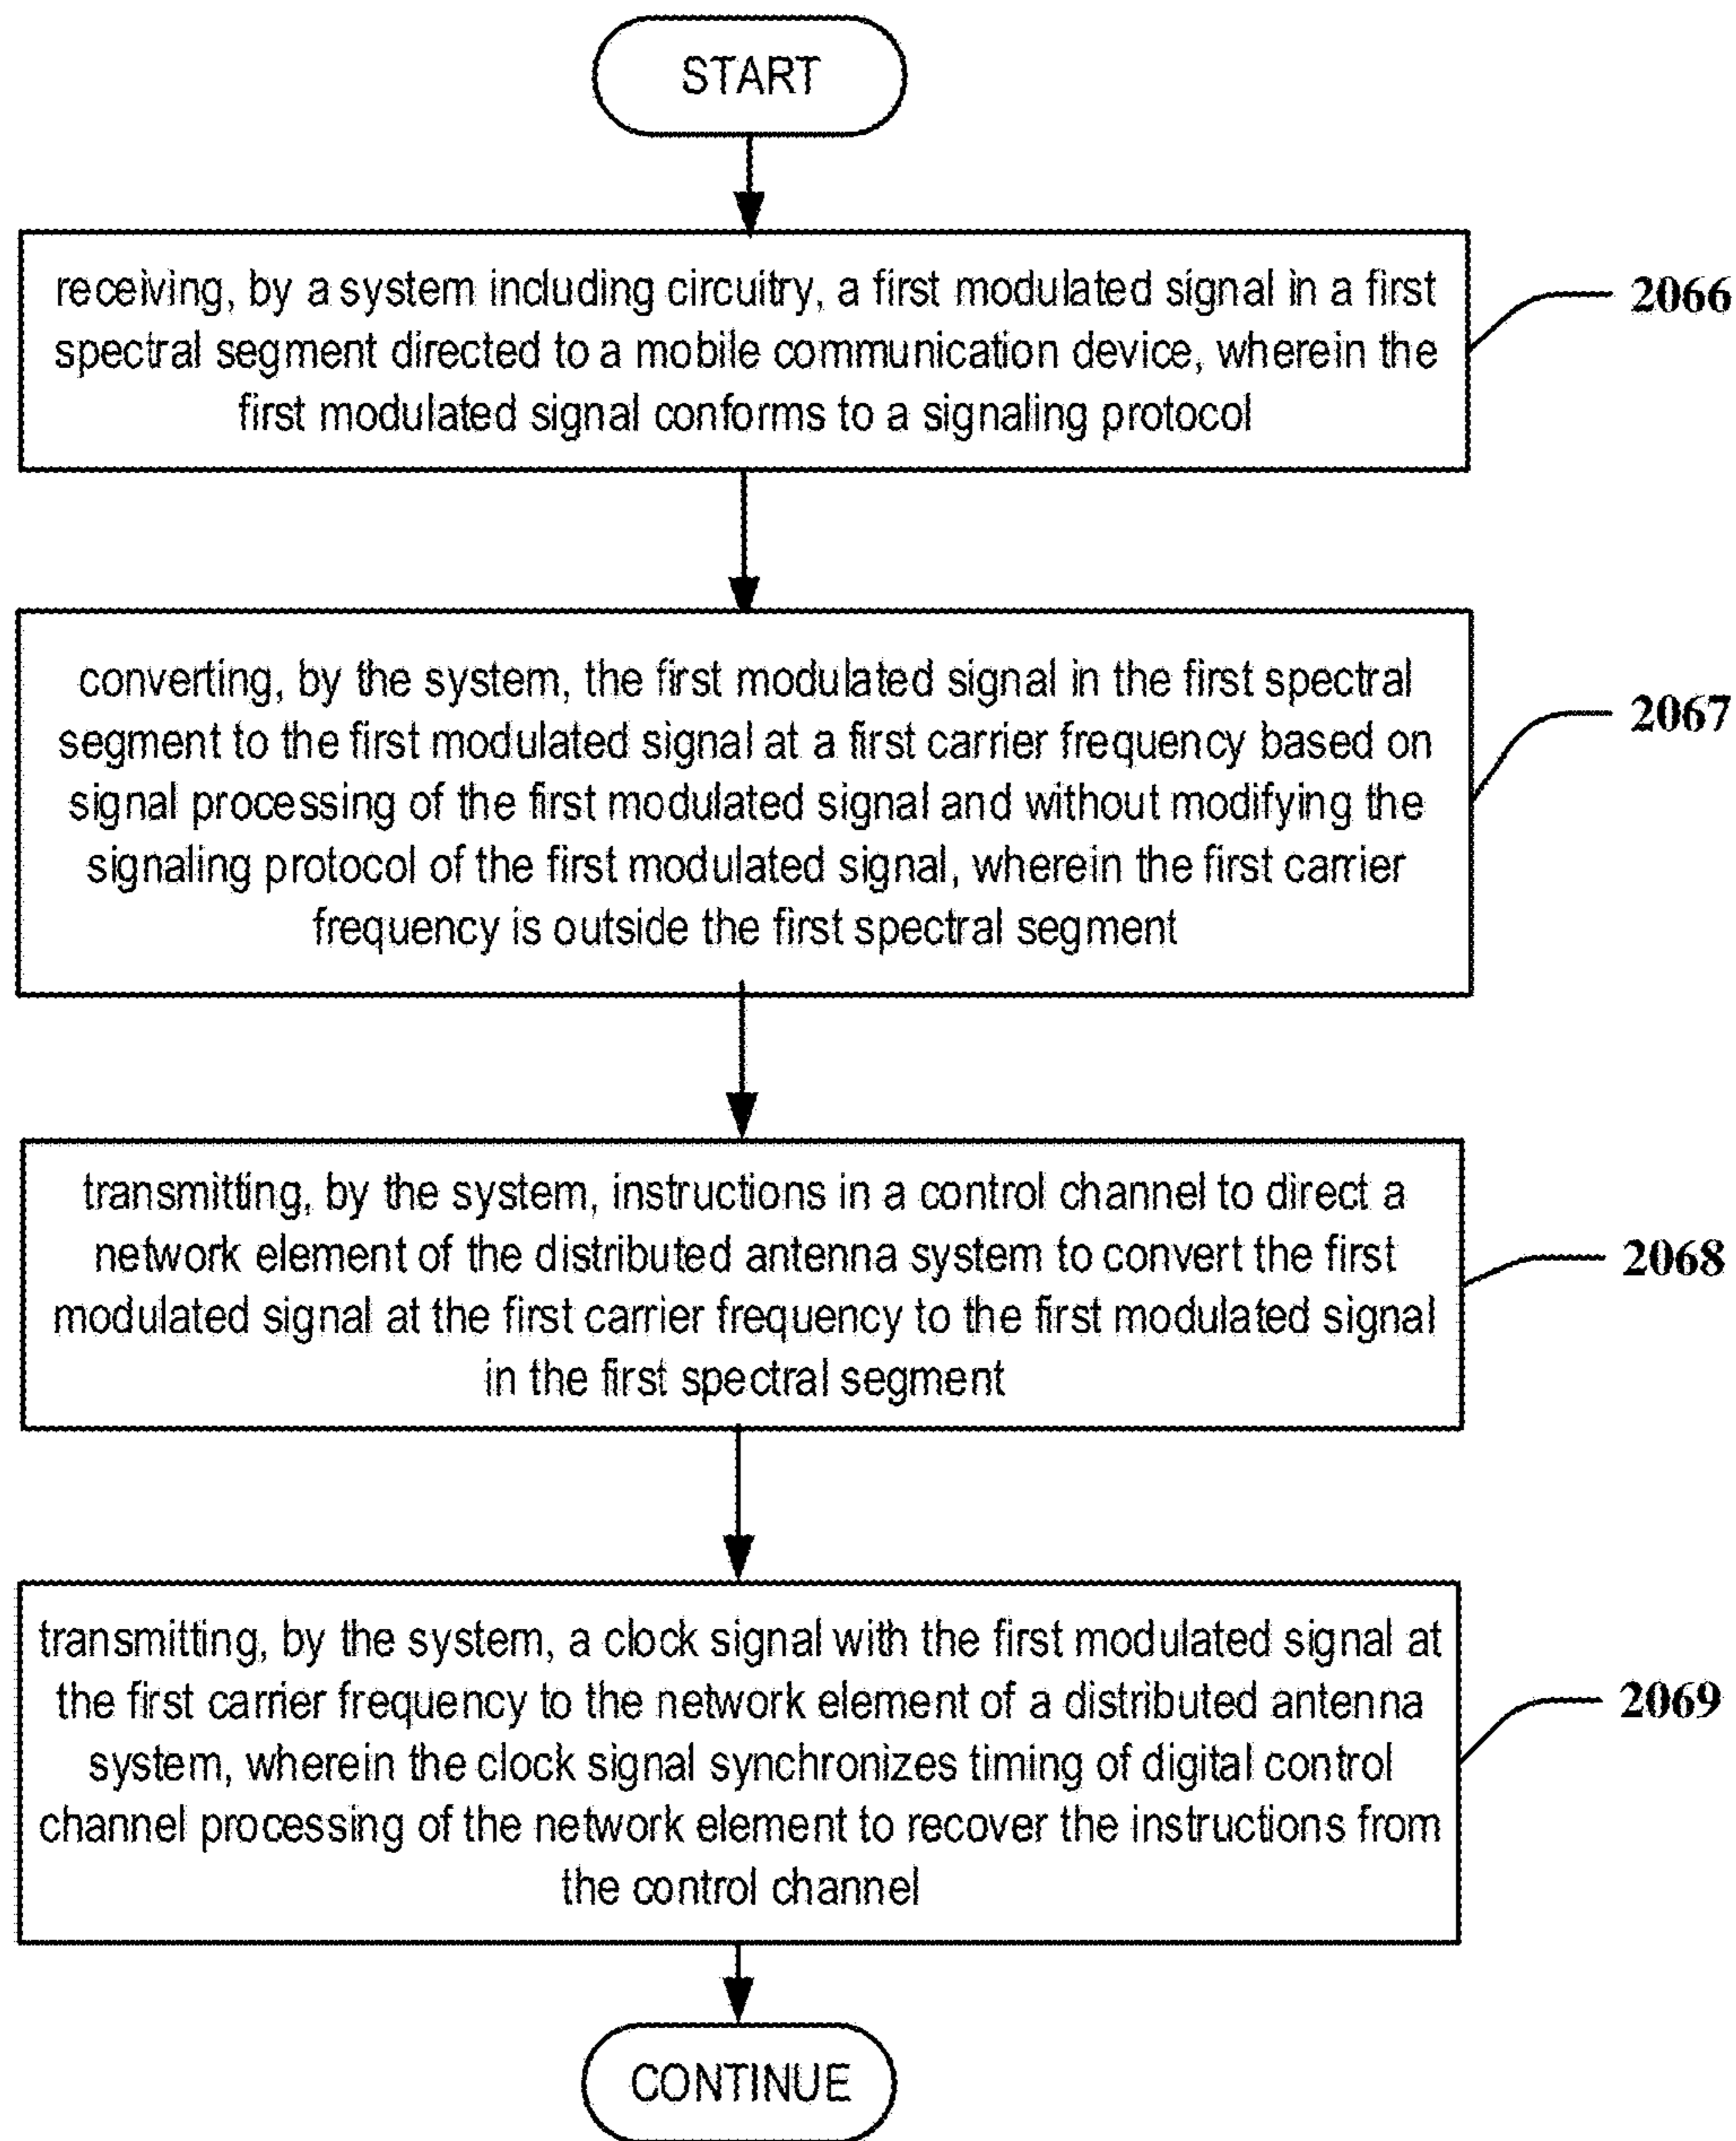 START
receiving, by a system including circuitry, a first modulated signal in a first
spectral segment directed to a mobile communication device, wherein the
first modulated signal conforms to a signaling protocol
2066
converting, by the system, the first modulated signal in the first spectral
segment to the first modulated signal at a first carrier frequency based on
signal processing of the first modulated signal and without modifying the
signaling protocol of the first modulated signal, wherein the first carrier
frequency is outside the first spectral segment
2067
transmitting, by the system, instructions in a control channel to direct a
network element of the distributed antenna system to convert the first
modulated signal at the first carrier frequency to the first modulated signal
in the first spectral segment
2068
transmitting, by the system, a clock signal with the first modulated signal at
the first carrier frequency to the network element of a distributed antenna
system, wherein the clock signal synchronizes timing of digital control
channel processing of the network element to recover the instructions from
the control channel
2069
CONTINUE